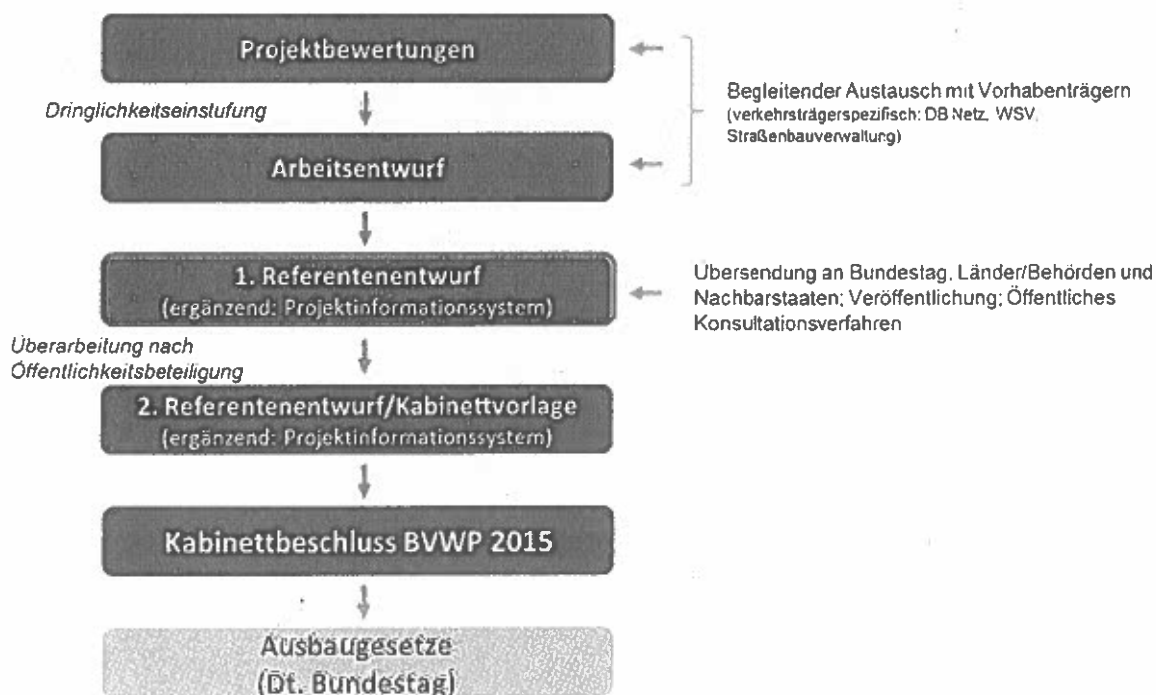 Projektbewertungen
Begleitender Austausch mit Vorhabenträgern
(verkehrsträgerspezifisch: DB Netz, WSV,
Straßenbauverwaltung)
Dringlichkeitseinstufung
Arbeitsentwurf
1. Referentenentwurf
(ergänzend: Projektinformationssystem)
Übersendung an Bundestag, Länder/Behörden und
Nachbarstaaten; Veröffentlichung; Öffentliches
Konsultationsverfahren
Überarbeitung nach
Öffentlichkeitsbeteiligung
2. Referentenentwurf/Kabinettvorlage
(ergänzend: Projektinformationssystem)
Kabinettbeschluss BVWP 2015
Ausbaugesetze
(Dt. Bundestag)